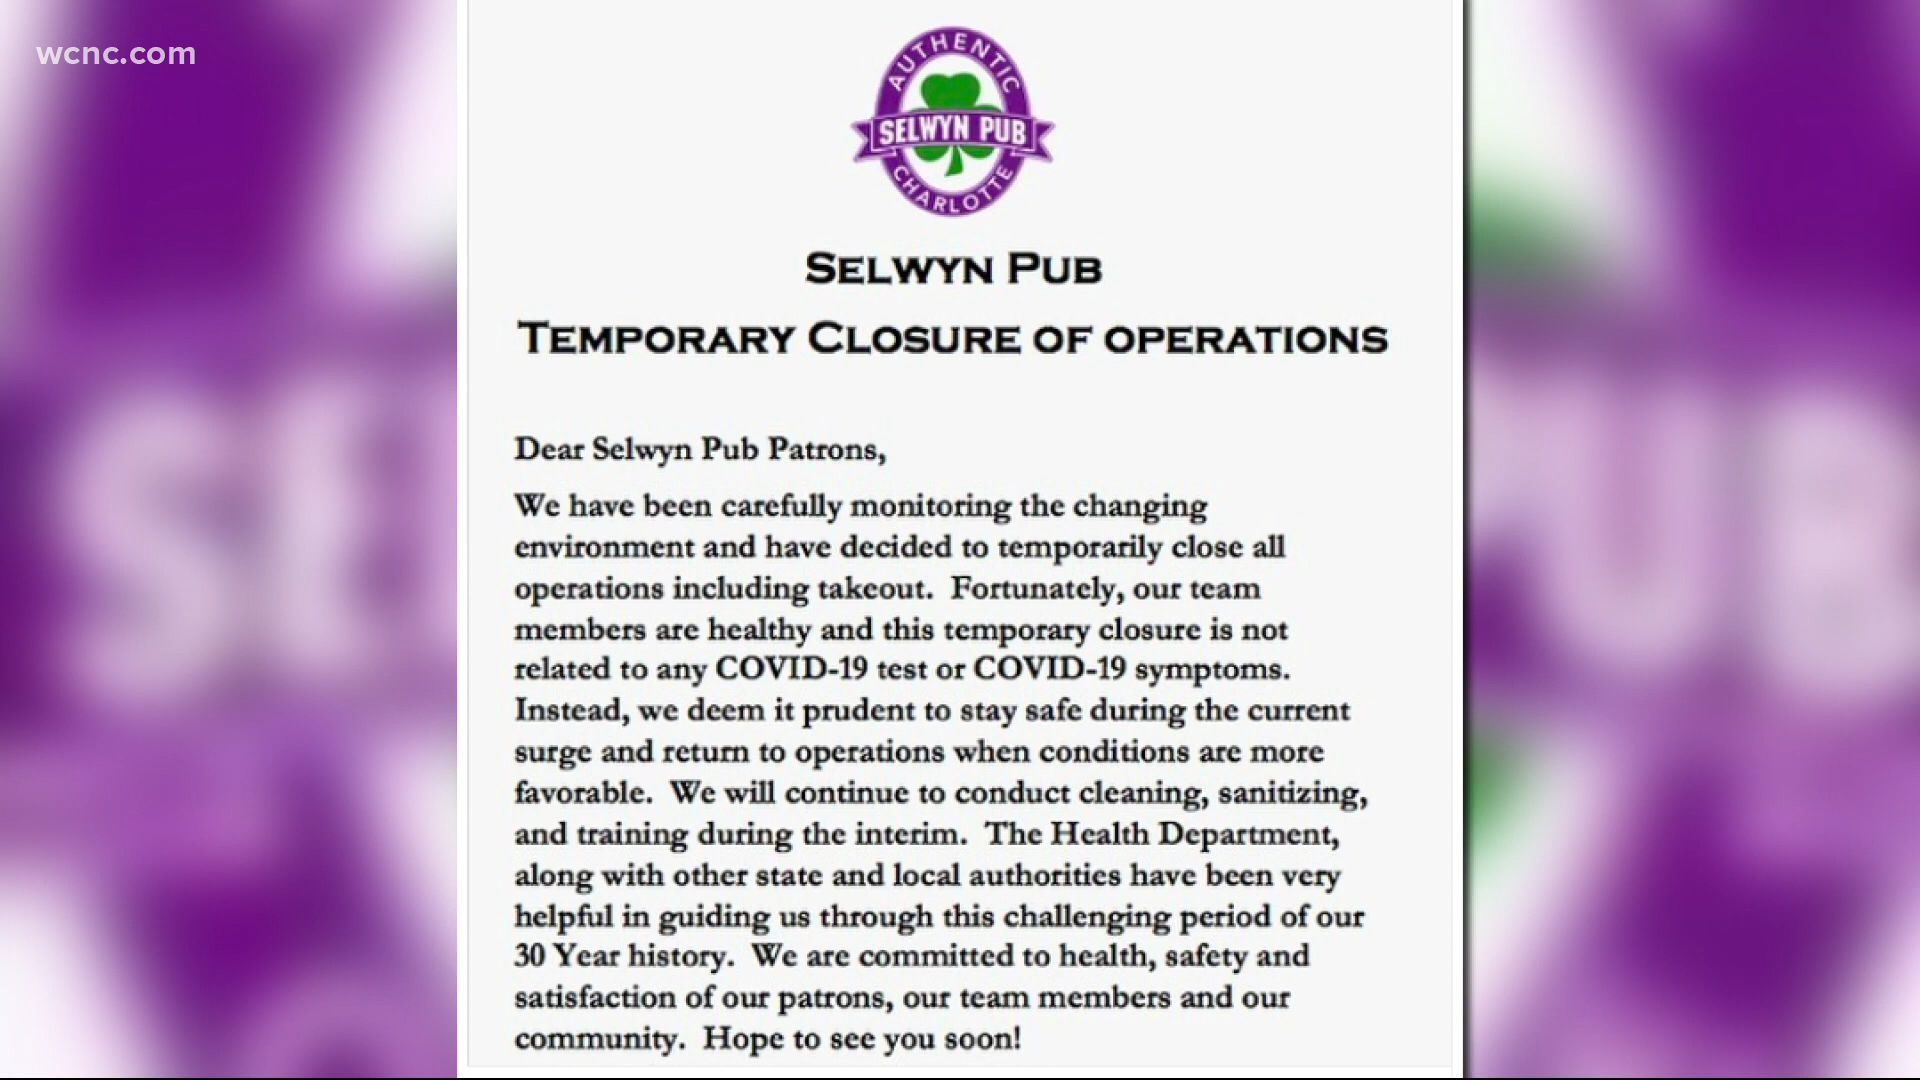 wcnc.com
AUTHENTIC
SELWYN PUB
CHARLOTTE
SELWYN PUB
TEMPORARY CLOSURE OF OPERATIONS
Dear Selwyn Pub Patrons,
We have been carefully monitoring the changing
environment and have decided to temporarily close all
operations including takeout.  Fortunately, our team
members are healthy and this temporary closure is not
related to any COVID-19 test or COVID-19 symptoms.
Instead, we deem it prudent to stay safe during the current
surge and return to operations when conditions are more
favorable.  We will continue to conduct cleaning, sanitizing,
and training during the interim.  The Health Department,
along with other state and local authorities have been very
helpful in guiding us through this challenging period of our
30 Year history.  We are committed to health, safety and
satisfaction of our patrons, our team members and our
community.  Hope to see you soon!